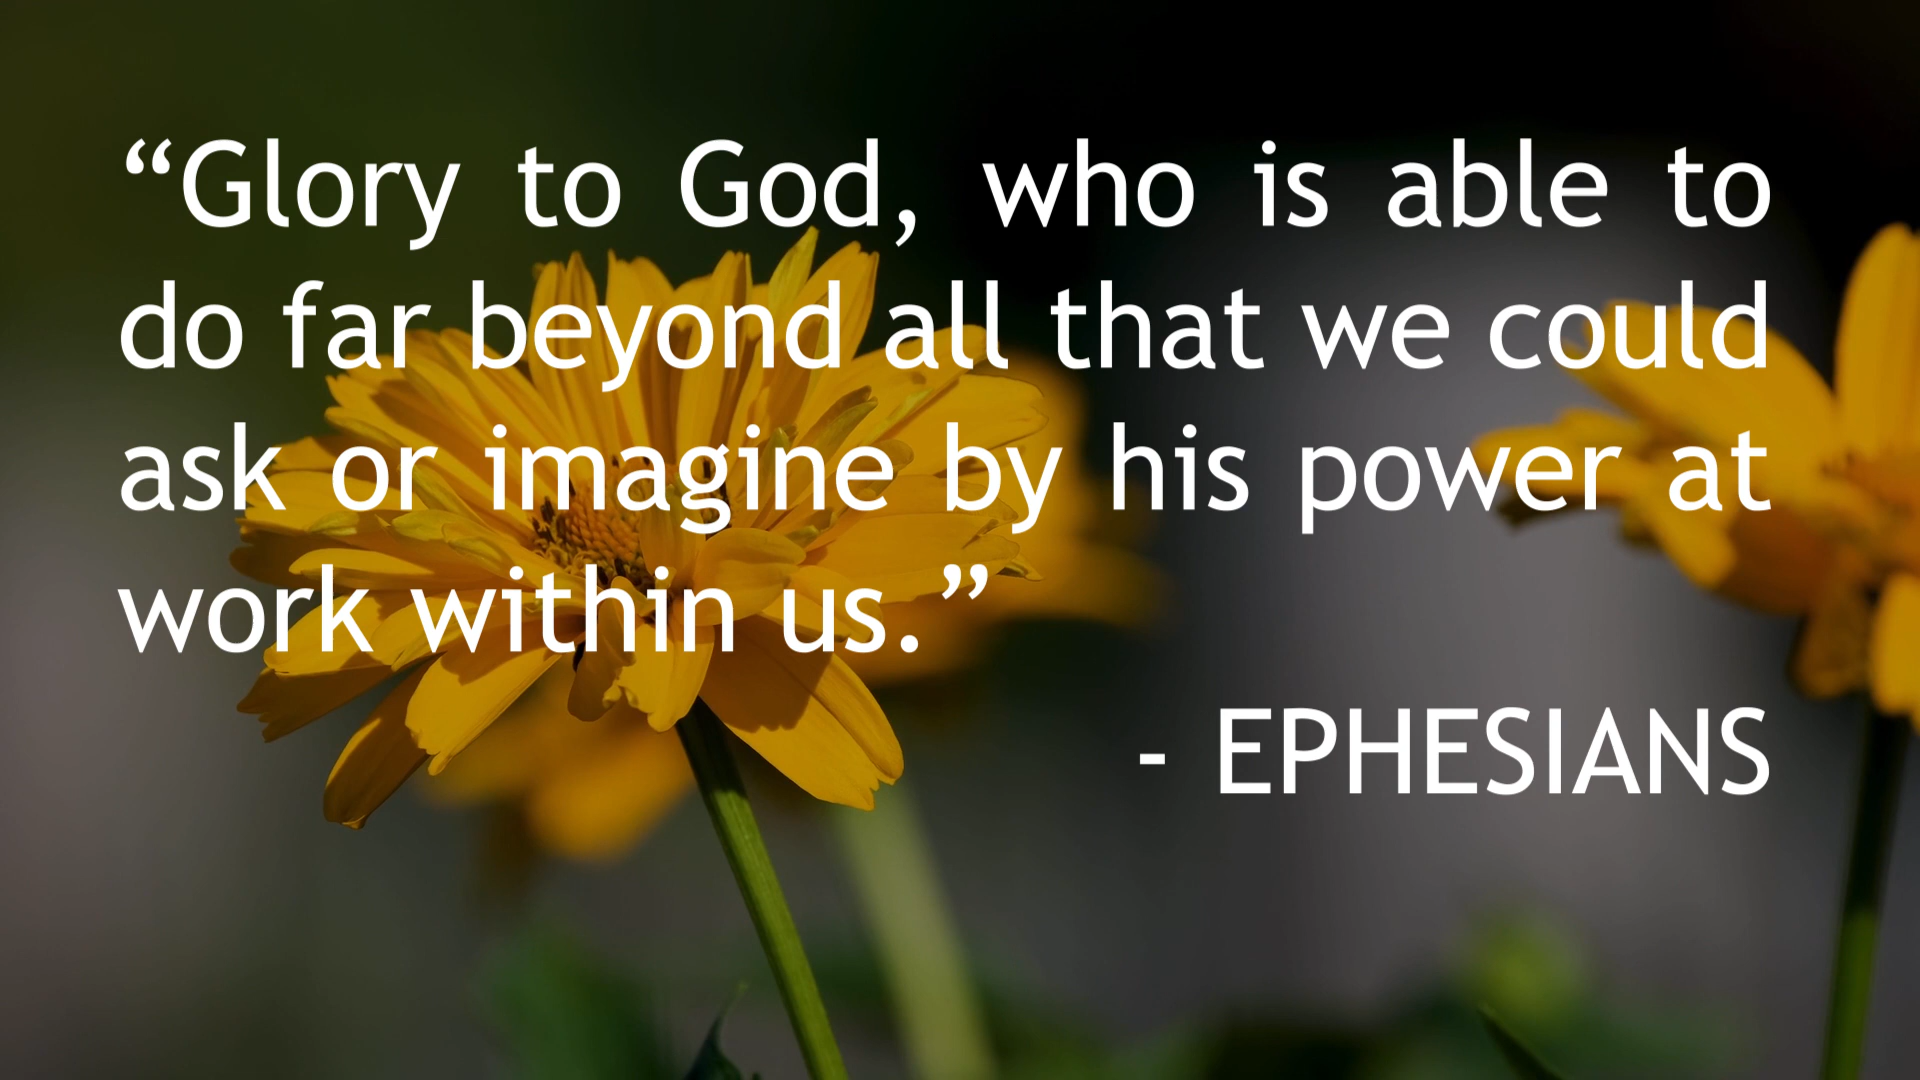 “Glory to God, who is able to
do far beyond all that we could
ask or imagine by his power at
work within us.”
- EPHESIANS